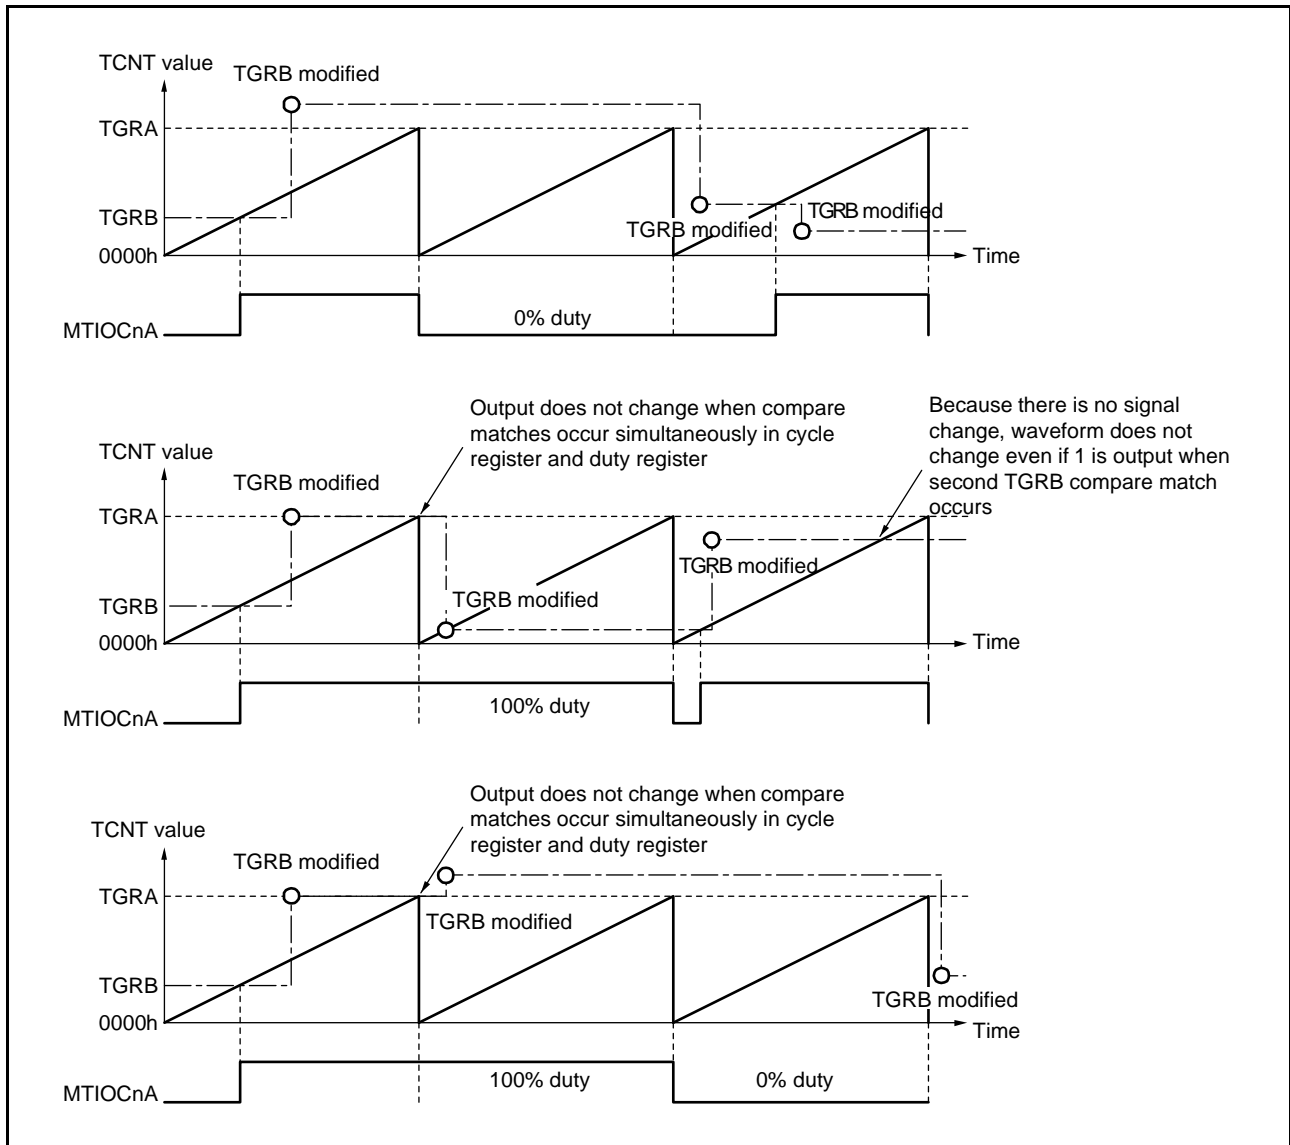 TCNT value
TGRB modified
TGRA
TGRB
TGRB modified
TGRB modified
0000h
Time
0% duty
MTIOCnA
Output does not change when compare
matches occur simultaneously in cycle
register and duty register
Because there is no signal
change, waveform does not
change even if 1 is output when
second TGRB compare match
occurs
TCNT value
TGRB modified
TGRA
TGRB modified
TGRB modified
TGRB
0000h
Time
100% duty
MTIOCnA
Output does not change when compare
matches occur simultaneously in cycle
register and duty register
TCNT value
TGRB modified
TGRA
TGRB modified
TGRB
TGRB modified
0000h
Time
100% duty
0% duty
MTIOCnA